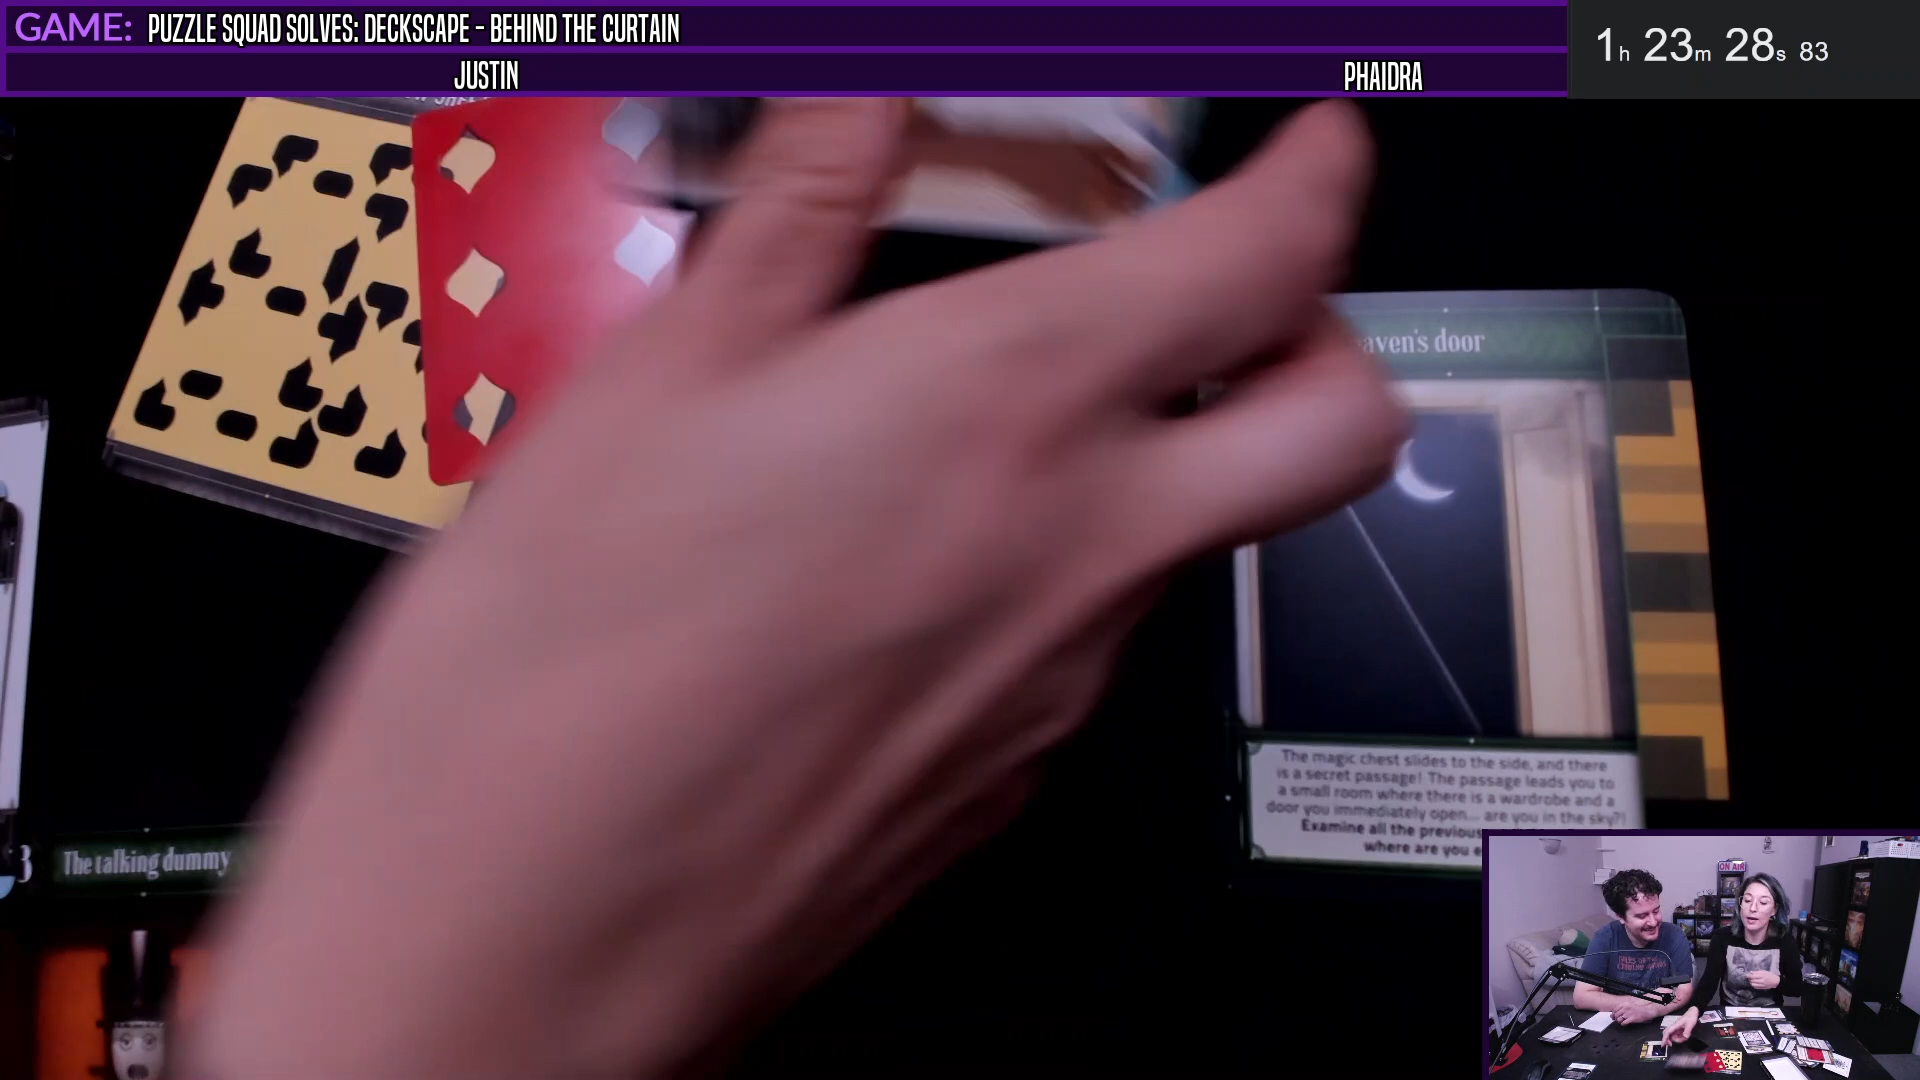 GAME: PUZZLE SQUAD SOLVES: DECKSCAPE - BEHIND THE CURTAIN
1h 23m 28s 83
JUSTIN
PHAIDRA
aven's door
The magic chest slides to the side, and there
is a secret passage! The passage leads you to
a small room where there is a wardrobe and a
door you immediately open... are you in the sky?!
Examine all the previous
where are you e
3 The talking dummy
ON AIR